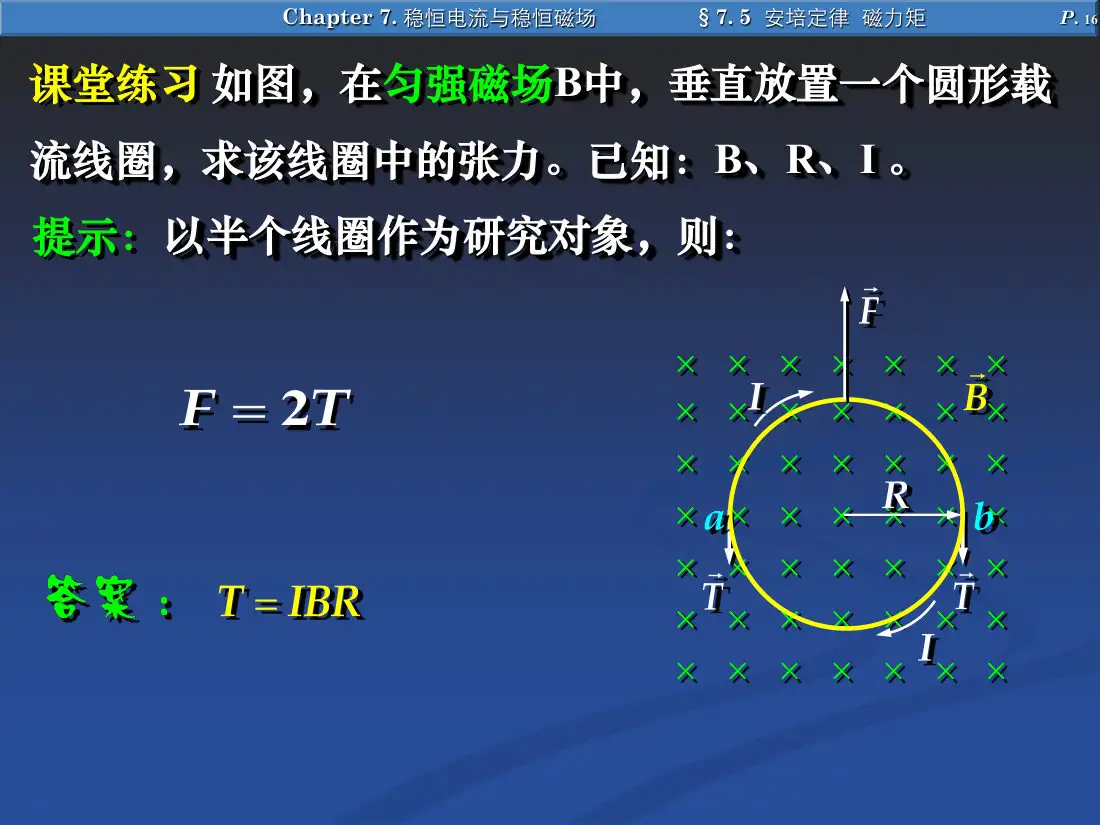 Chapter 7. 稳恒电流与稳恒磁场 §7.5 安培定律 磁力矩 P. 16
课堂练习 如图，在匀强磁场B中，垂直放置一个圆形载
流线圈，求该线圈中的张力。已知：B、R、I 。
提示： 以半个线圈作为研究对象，则：
F = 2T
答案： T = IBR
F
I
B
R
a
b
T
T
I